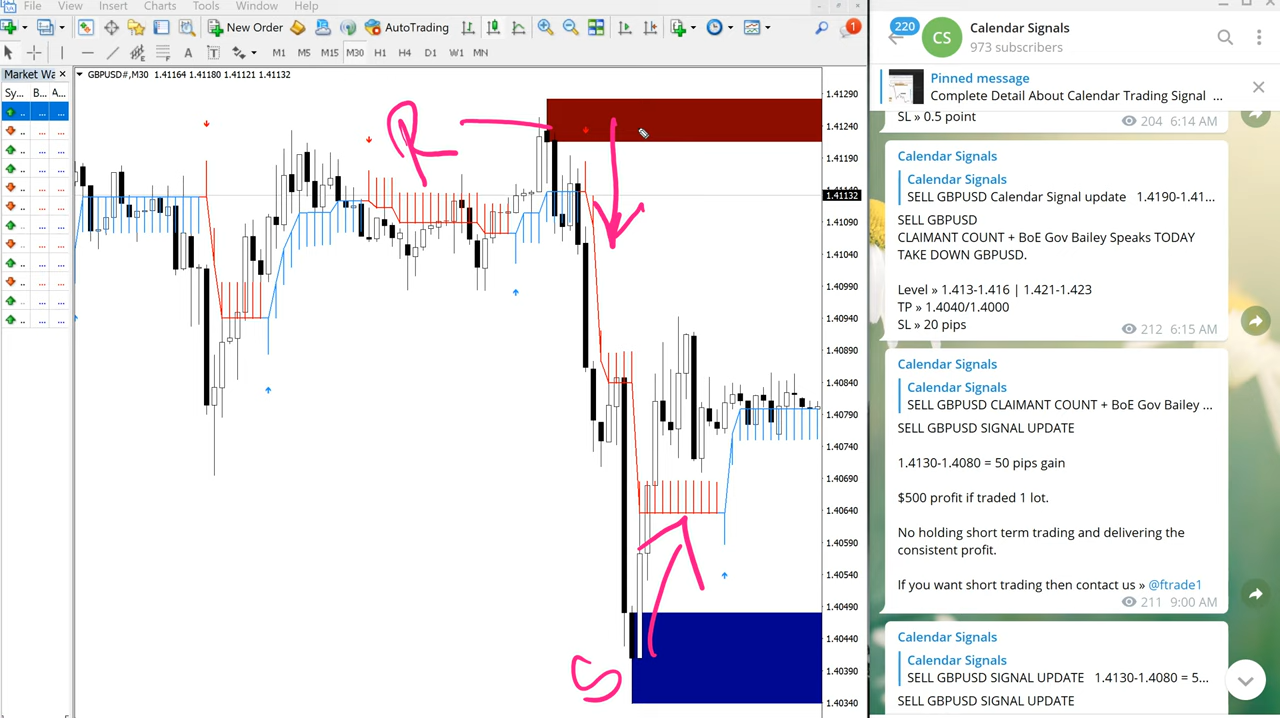 File View Insert Charts Tools Window Help
New Order AutoTrading 1
M1 M5 M15 M30 H1 H4 D1 W1 MN
Market Wa
Sy... B... A...
GBPUSD#,M30 1.41164 1.41180 1.41121 1.41132
R
S
1.41290
1.41240
1.41190
1.41140
1.41132
1.41090
1.41040
1.40990
1.40940
1.40890
1.40840
1.40790
1.40740
1.40690
1.40640
1.40590
1.40540
1.40490
1.40440
1.40390
1.40340
220
CS
Calendar Signals
973 subscribers
Pinned message
Complete Detail About Calendar Trading Signal ...
SL » 0.5 point
204 6:14 AM
Calendar Signals
Calendar Signals
SELL GBPUSD Calendar Signal update 1.4190-1.41...
SELL GBPUSD
CLAIMANT COUNT + BoE Gov Bailey Speaks TODAY
TAKE DOWN GBPUSD.
Level » 1.413-1.416 | 1.421-1.423
TP » 1.4040/1.4000
SL » 20 pips
212 6:15 AM
Calendar Signals
Calendar Signals
SELL GBPUSD CLAIMANT COUNT + BoE Gov Bailey ...
SELL GBPUSD SIGNAL UPDATE
1.4130-1.4080 = 50 pips gain
$500 profit if traded 1 lot.
No holding short term trading and delivering the
consistent profit.
If you want short trading then contact us » @ftrade1
211 9:00 AM
Calendar Signals
Calendar Signals
SELL GBPUSD SIGNAL UPDATE 1.4130-1.4080 = 5...
SELL GBPUSD SIGNAL UPDATE